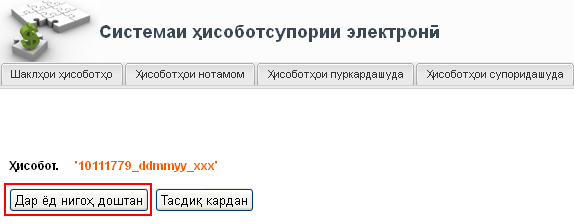 Системаи ҳисоботсупории электронӣ
Шаклҳои ҳисоботҳо Ҳисоботҳои нотамом Ҳисоботҳои пуркардашуда Ҳисоботҳои супоридашуда
Ҳисобот. '10111779_ddmmyy_xxx'
Дар ёд нигоҳ доштан Тасдиқ кардан